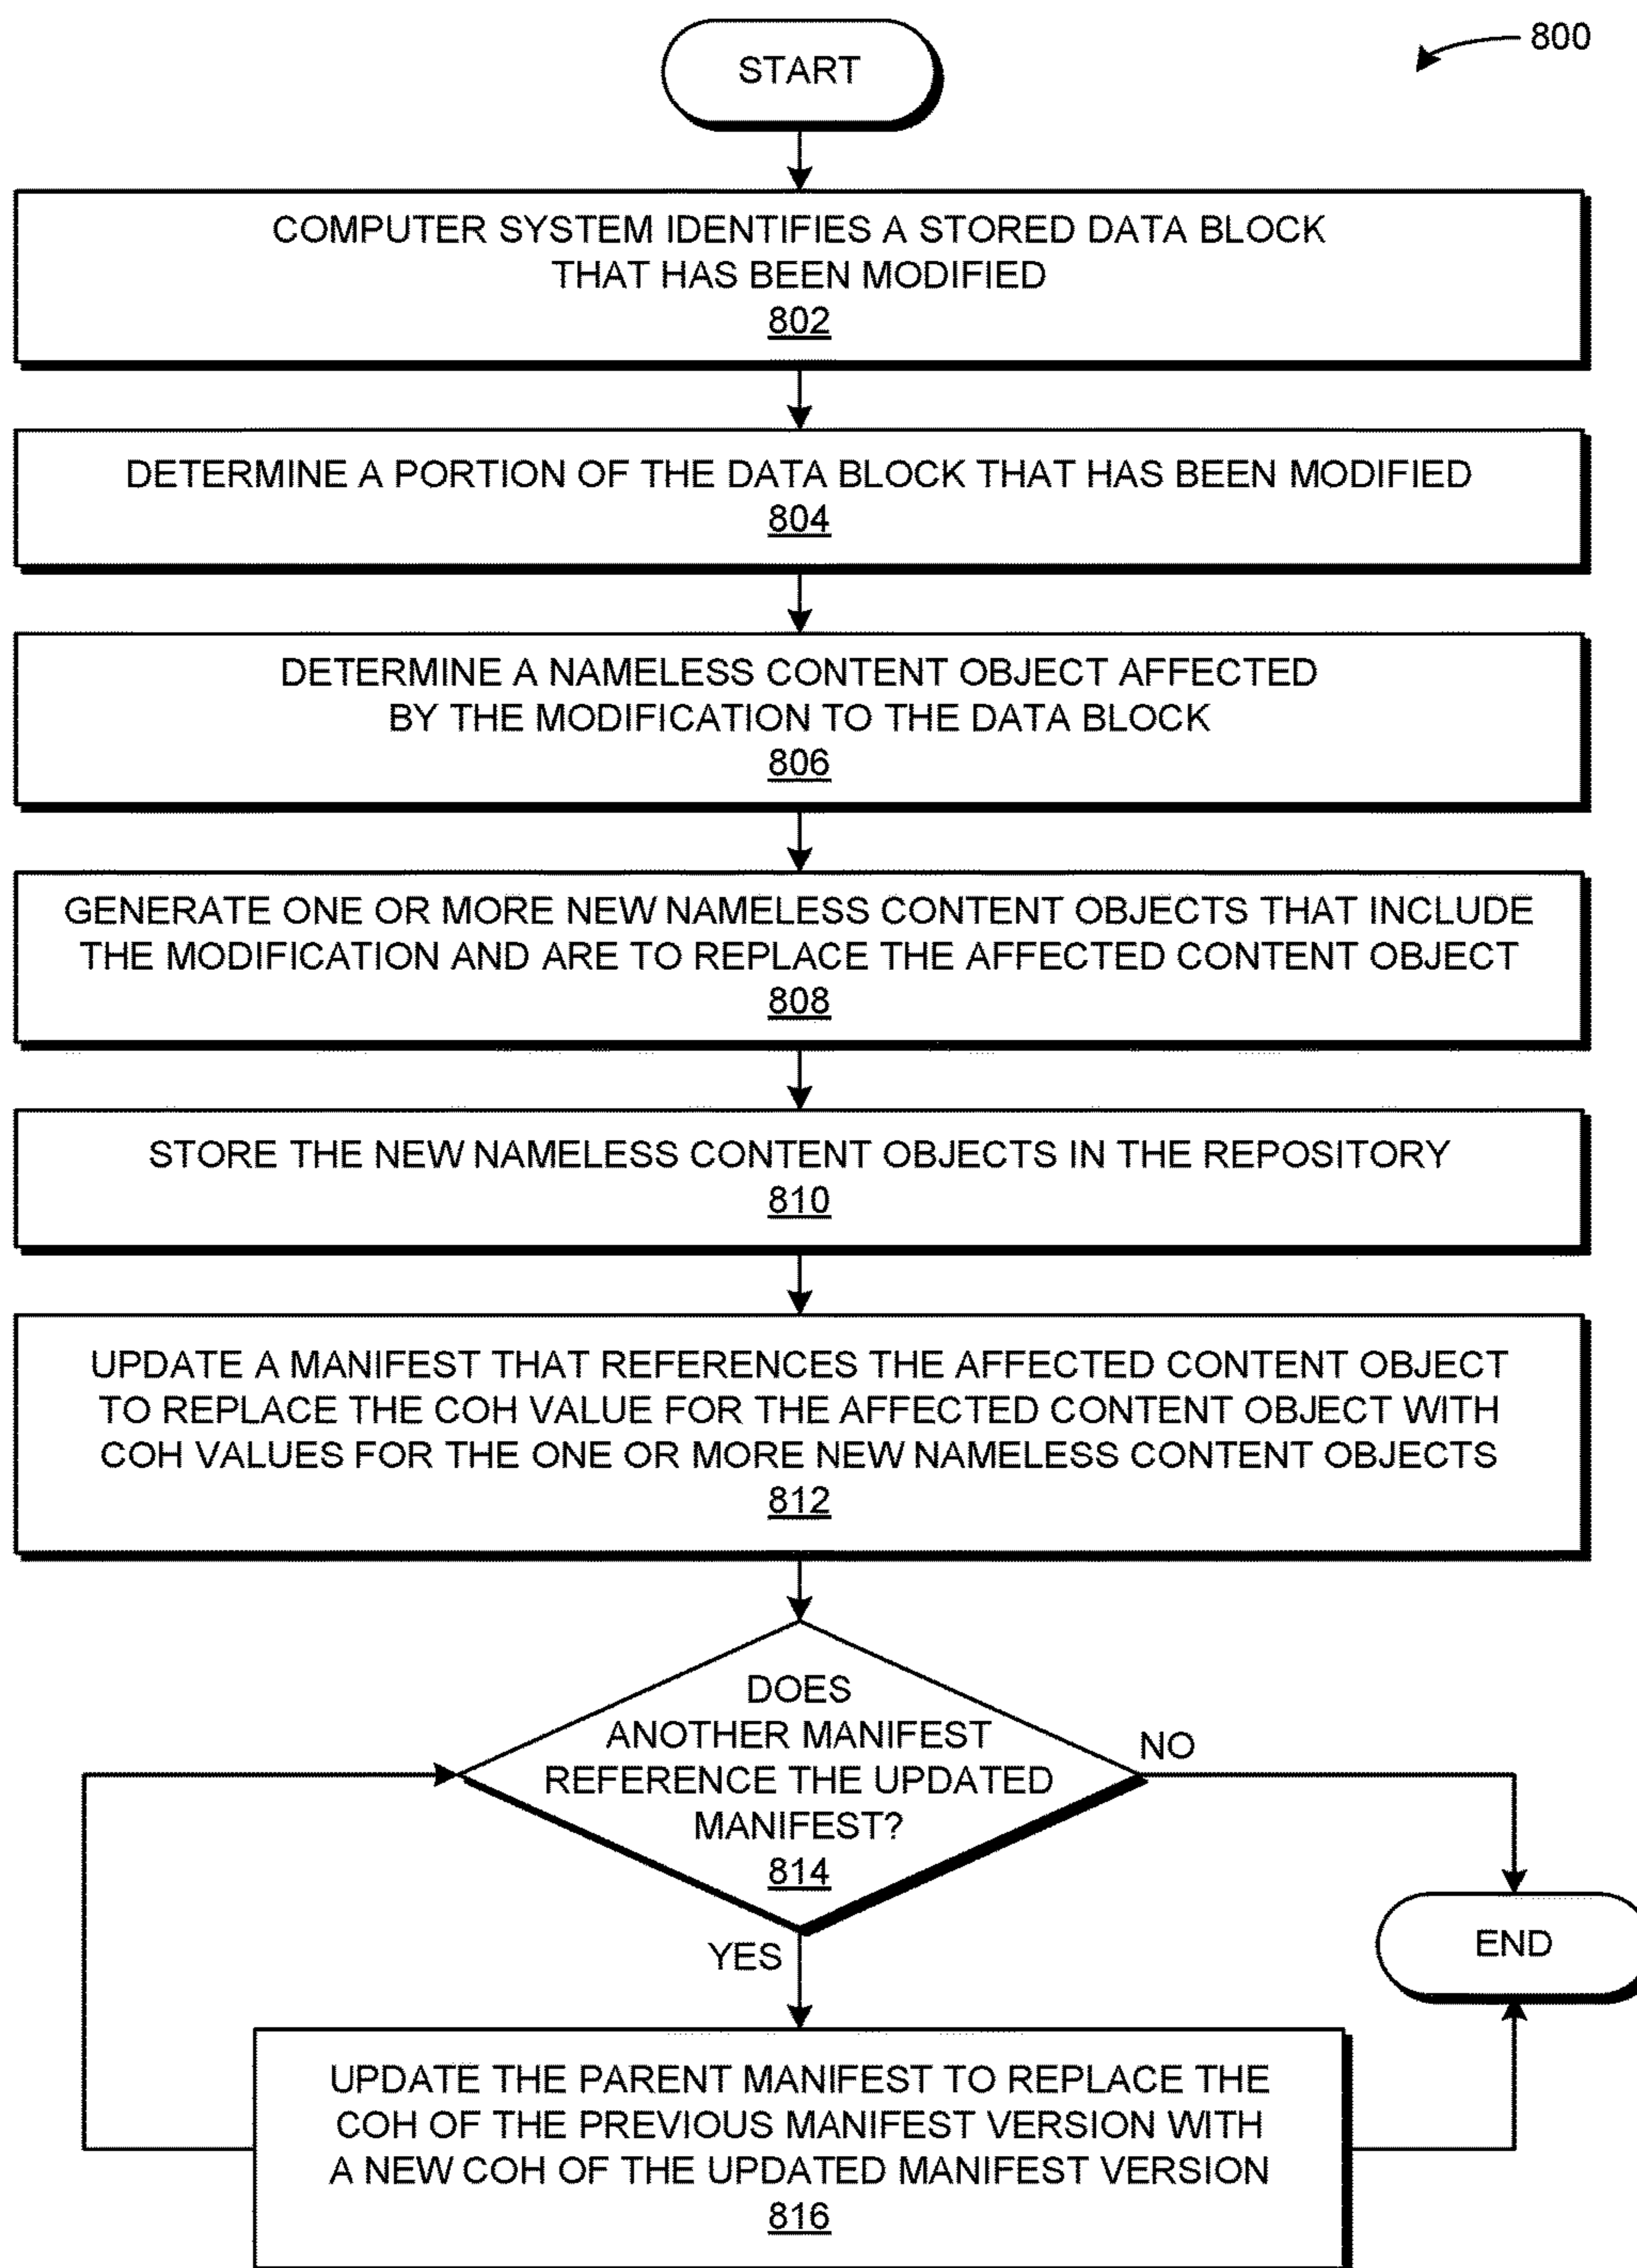 800
START
COMPUTER SYSTEM IDENTIFIES A STORED DATA BLOCK
THAT HAS BEEN MODIFIED
802
DETERMINE A PORTION OF THE DATA BLOCK THAT HAS BEEN MODIFIED
804
DETERMINE A NAMELESS CONTENT OBJECT AFFECTED
BY THE MODIFICATION TO THE DATA BLOCK
806
GENERATE ONE OR MORE NEW NAMELESS CONTENT OBJECTS THAT INCLUDE
THE MODIFICATION AND ARE TO REPLACE THE AFFECTED CONTENT OBJECT
808
STORE THE NEW NAMELESS CONTENT OBJECTS IN THE REPOSITORY
810
UPDATE A MANIFEST THAT REFERENCES THE AFFECTED CONTENT OBJECT
TO REPLACE THE COH VALUE FOR THE AFFECTED CONTENT OBJECT WITH
COH VALUES FOR THE ONE OR MORE NEW NAMELESS CONTENT OBJECTS
812
DOES
ANOTHER MANIFEST
REFERENCE THE UPDATED
MANIFEST?
814
NO
YES
END
UPDATE THE PARENT MANIFEST TO REPLACE THE
COH OF THE PREVIOUS MANIFEST VERSION WITH
A NEW COH OF THE UPDATED MANIFEST VERSION
816